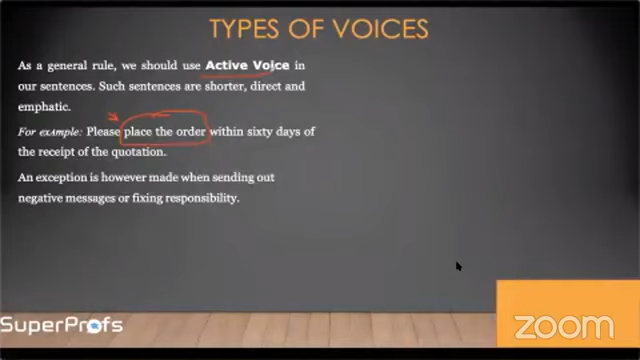 TYPES OF VOICES
As a general rule, we should use Active Voice in
our sentences. Such sentences are shorter, direct and
emphatic.
For example: Please place the order within sixty days of
the receipt of the quotation.
An exception is however made when sending out
negative messages or fixing responsibility.
SuperProfs
zoom